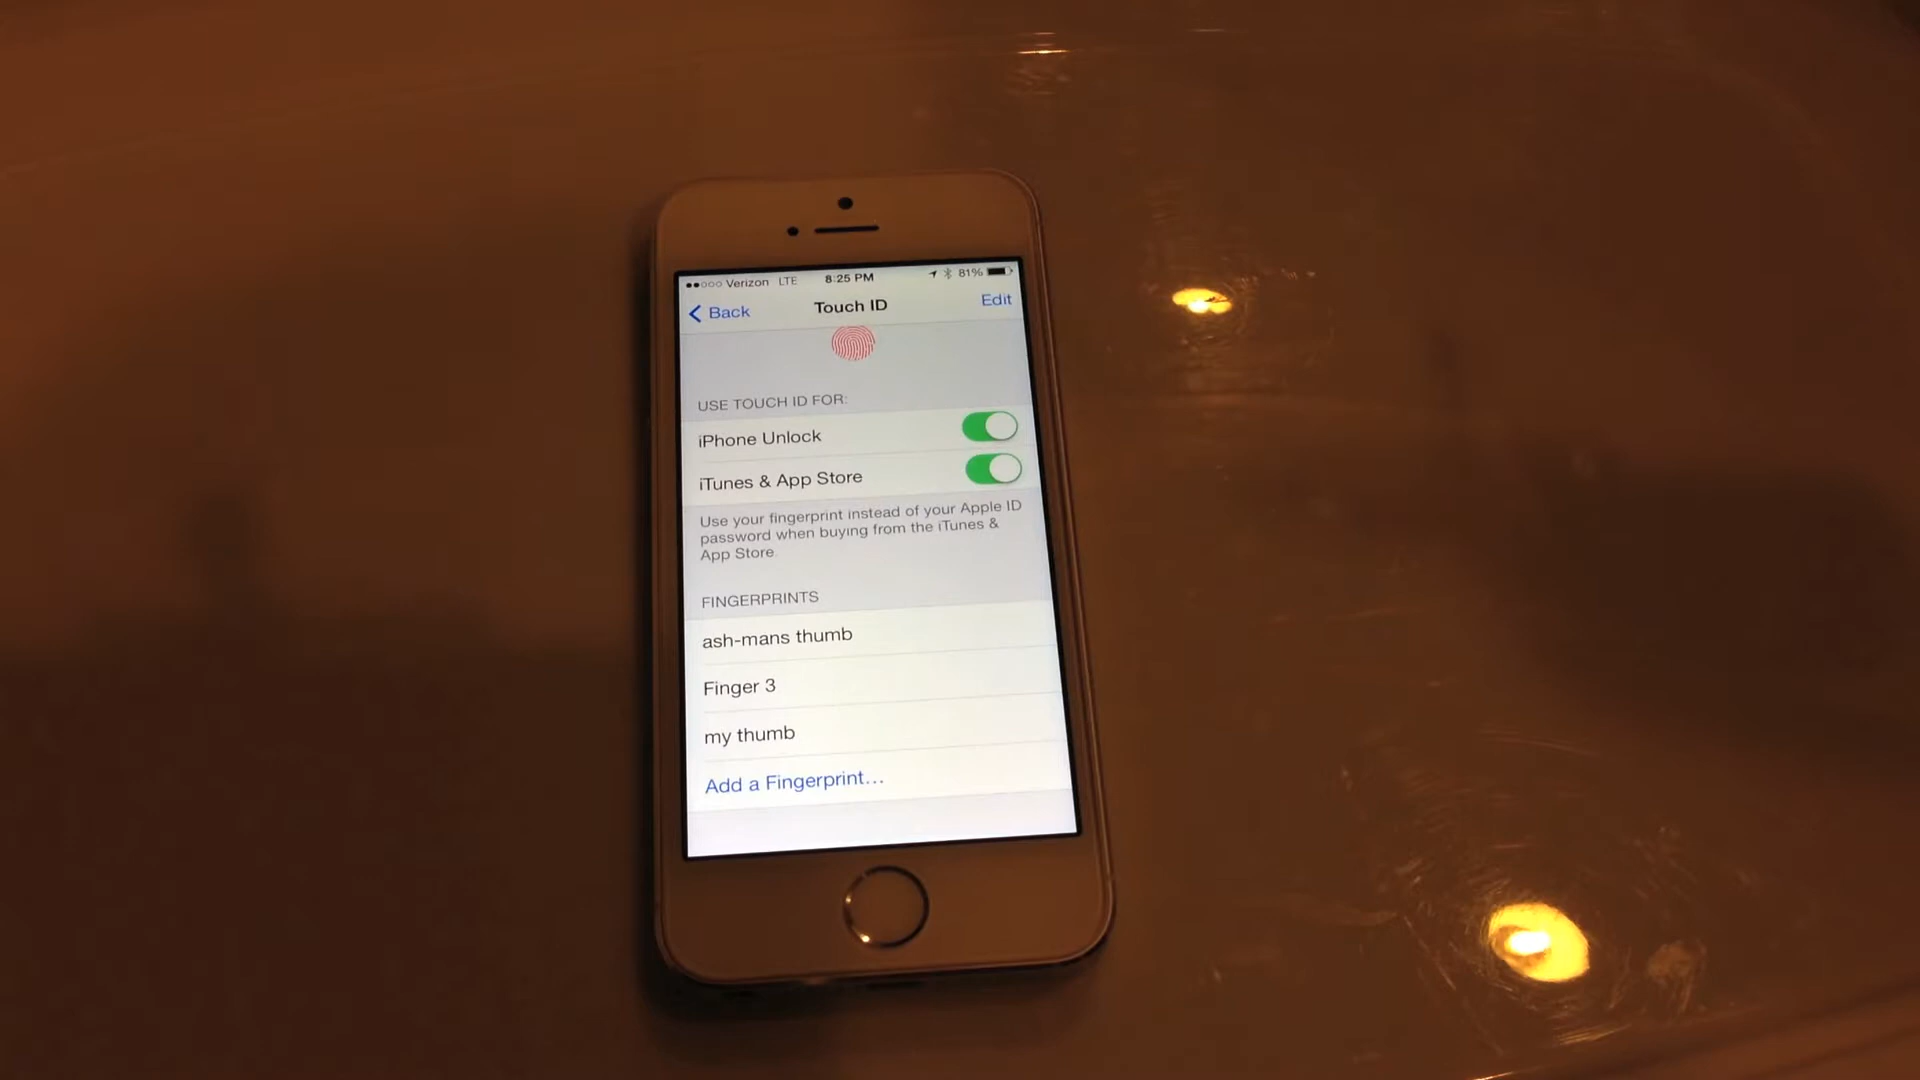 Verizon LTE 8:25 PM 81%
Back Touch ID Edit
USE TOUCH ID FOR:
iPhone Unlock
iTunes & App Store
Use your fingerprint instead of your Apple ID
password when buying from the iTunes &
App Store.
FINGERPRINTS
ash-mans thumb
Finger 3
my thumb
Add a Fingerprint...